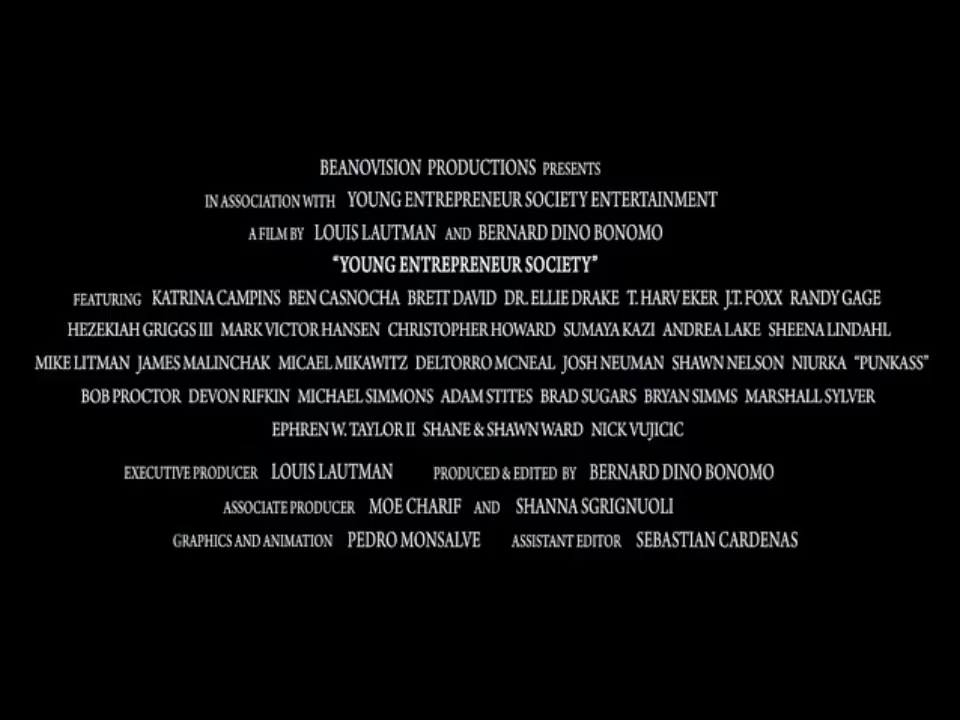 BEANOVISION PRODUCTIONS PRESENTS
IN ASSOCIATION WITH YOUNG ENTREPRENEUR SOCIETY ENTERTAINMENT
A FILM BY LOUIS LAUTMAN AND BERNARD DINO BONOMO
“YOUNG ENTREPRENEUR SOCIETY”
FEATURING KATRINA CAMPINS BEN CASNOCHA BRETT DAVID DR. ELLIE DRAKE T. HARV EKER J.T. FOXX RANDY GAGE
HEZEKIAH GRIGGS III MARK VICTOR HANSEN CHRISTOPHER HOWARD SUMAYA KAZI ANDREA LAKE SHEENA LINDAHL
MIKE LITMAN JAMES MALINCHAK MICAEL MIKAWITZ DELTORRO MCNEAL JOSH NEUMAN SHAWN NELSON NIURKA “PUNKASS”
BOB PROCTOR DEVON RIFKIN MICHAEL SIMMONS ADAM STITES BRAD SUGARS BRYAN SIMMS MARSHALL SYLVER
EPHREN W. TAYLOR II SHANE & SHAWN WARD NICK VUJICIC
EXECUTIVE PRODUCER LOUIS LAUTMAN PRODUCED & EDITED BY BERNARD DINO BONOMO
ASSOCIATE PRODUCER MOE CHARIF AND SHANNA SGRIGNUOLI
GRAPHICS AND ANIMATION PEDRO MONSALVE ASSISTANT EDITOR SEBASTIAN CARDENAS